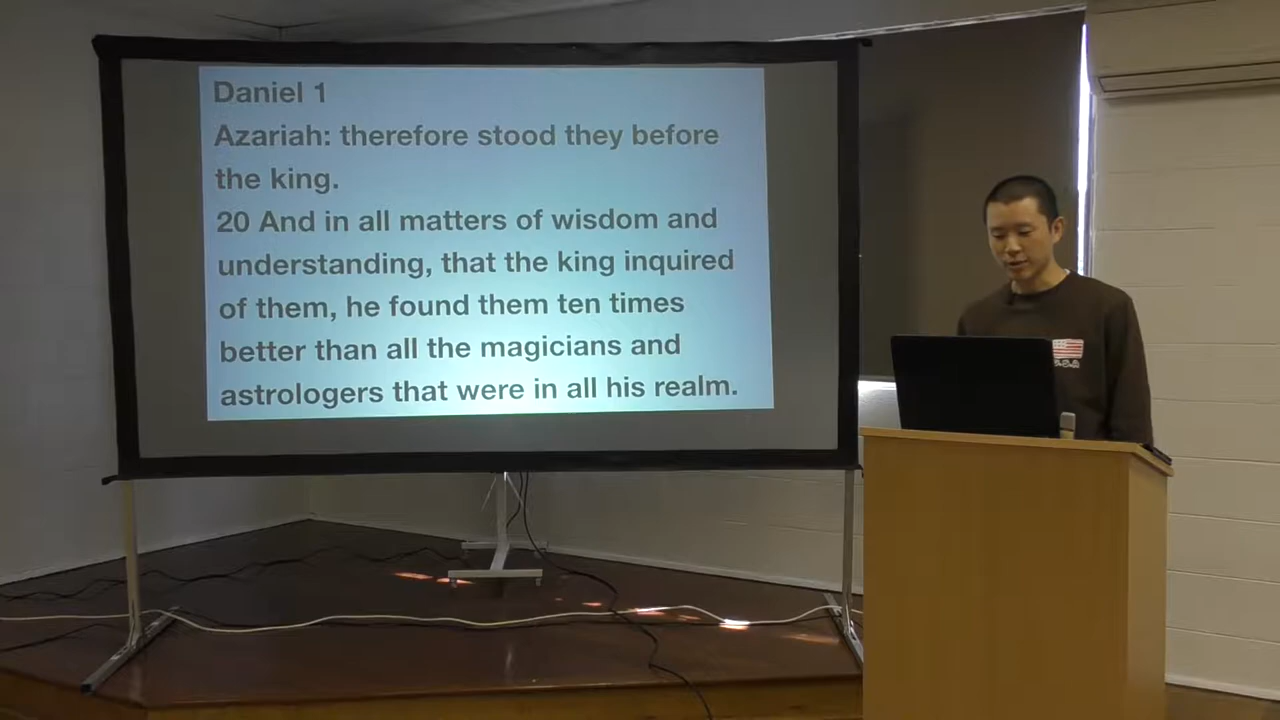 Daniel 1
Azariah: therefore stood they before
the king.
20 And in all matters of wisdom and
understanding, that the king inquired
of them, he found them ten times
better than all the magicians and
astrologers that were in all his realm.
U.S.A